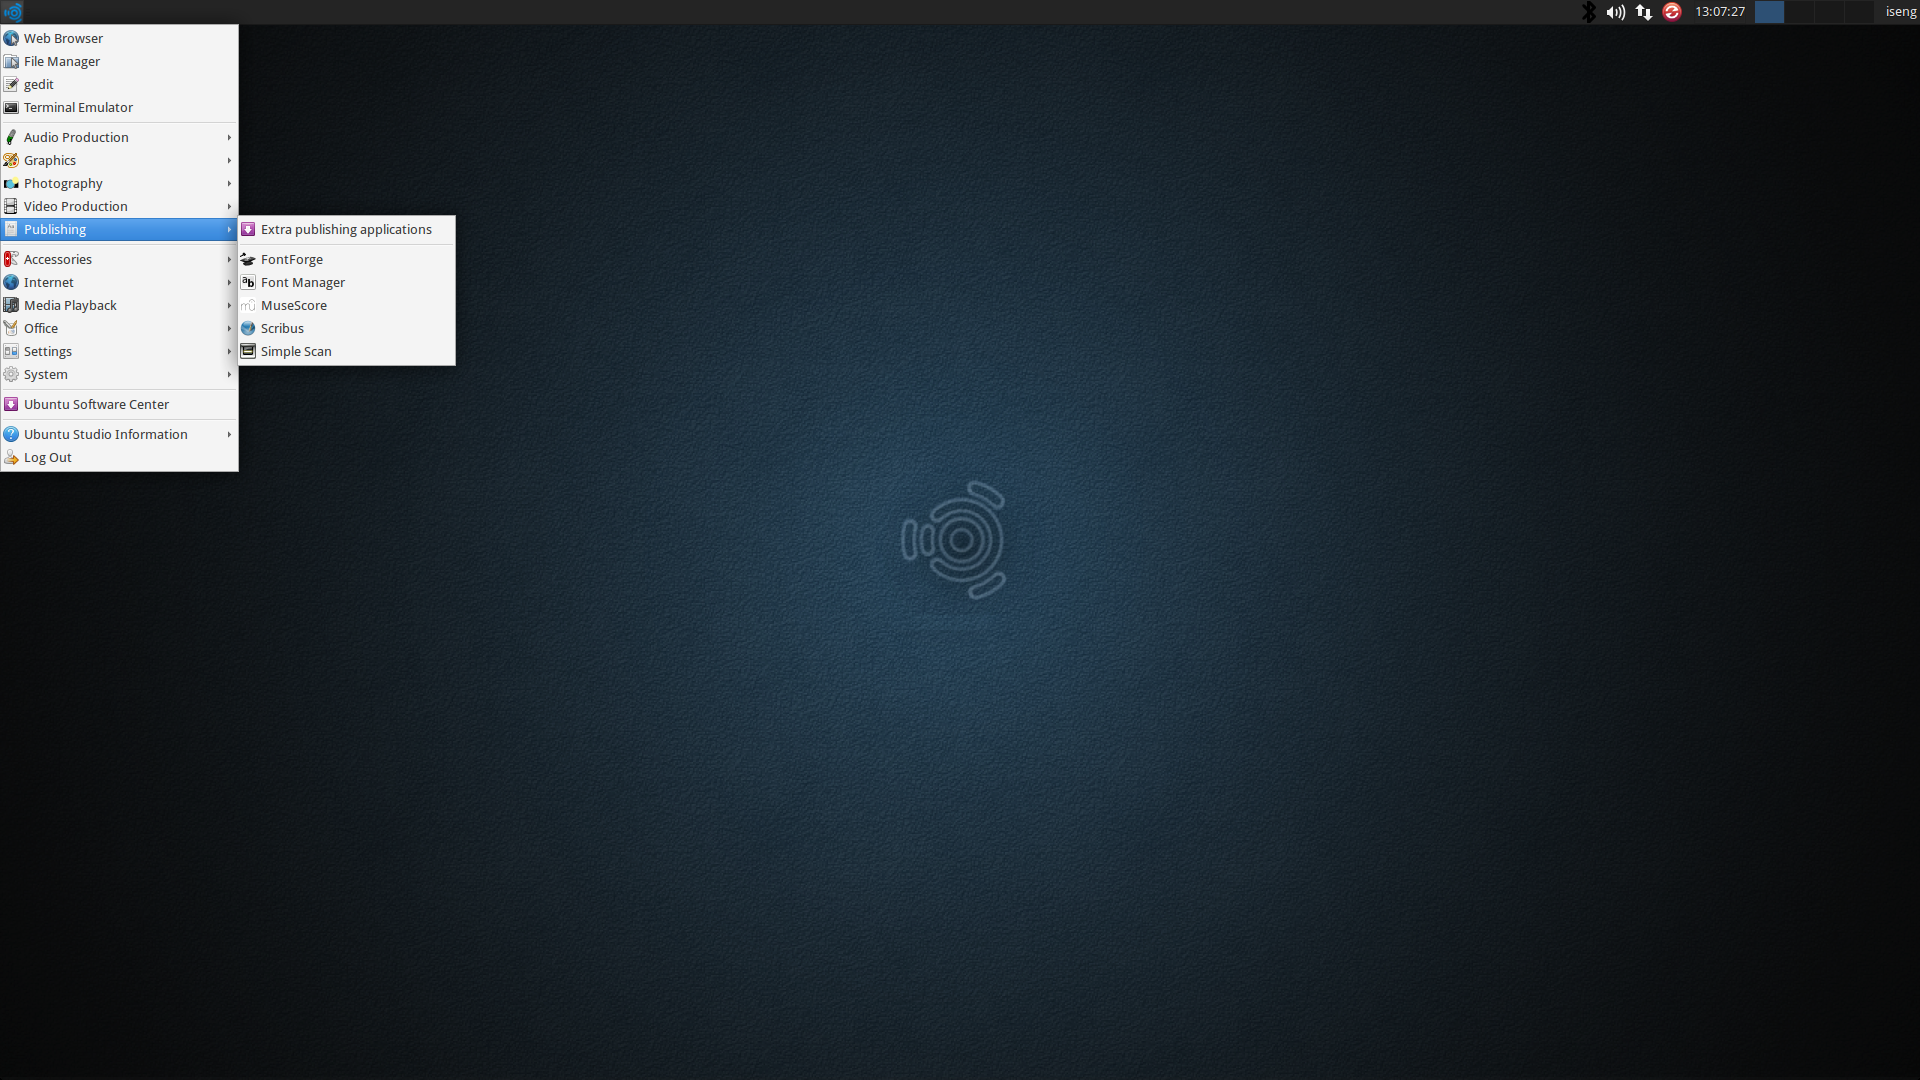 13:07:27
iseng
Web Browser
File Manager
gedit
Terminal Emulator
Audio Production
Graphics
Photography
Video Production
Publishing
Accessories
Internet
Media Playback
Office
Settings
System
Ubuntu Software Center
Ubuntu Studio Information
Log Out
Extra publishing applications
FontForge
Font Manager
MuseScore
Scribus
Simple Scan